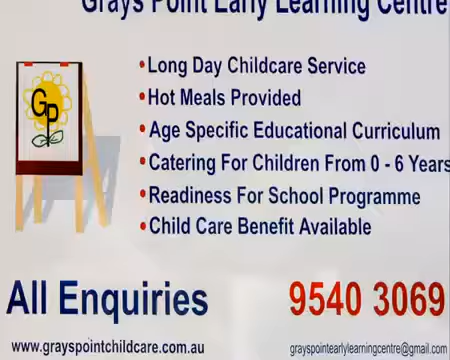 Grays Point Early Learning Centre
• Long Day Childcare Service
• Hot Meals Provided
• Age Specific Educational Curriculum
• Catering For Children From 0 - 6 Years
• Readiness For School Programme
• Child Care Benefit Available
GP
All Enquiries 9540 3069
www.grayspointchildcare.com.au grayspointearlylearningcentre@gmail.com